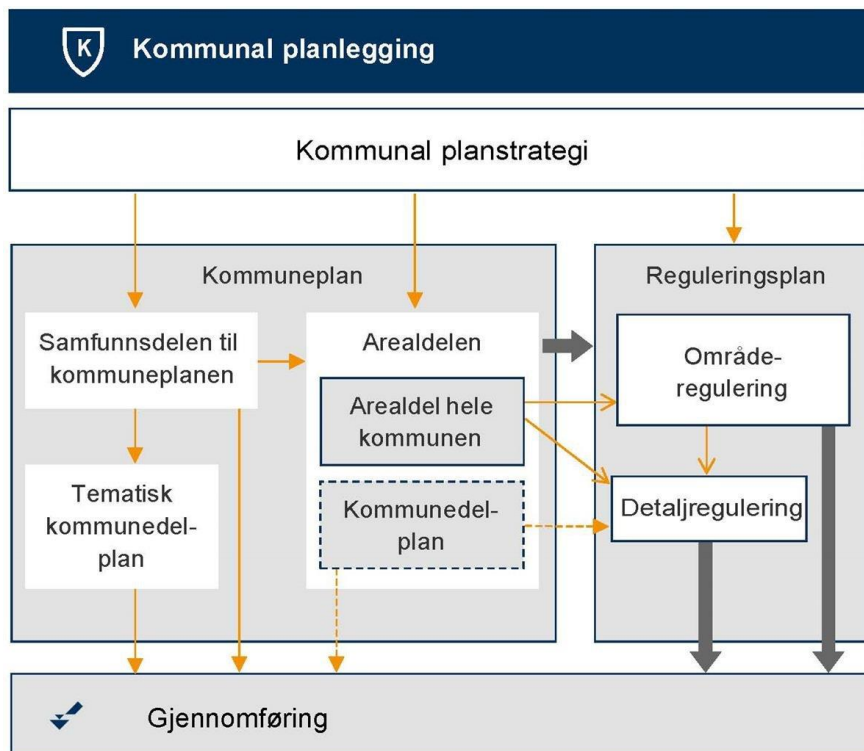 K
Kommunal planlegging
Kommunal planstrategi
Kommuneplan
Samfunnsdelen til
kommuneplanen
Tematisk
kommunedel-
plan
Arealdelen
Arealdel hele
kommunen
Kommunedel-
plan
Reguleringsplan
Område-
regulering
Detaljregulering
Gjennomføring